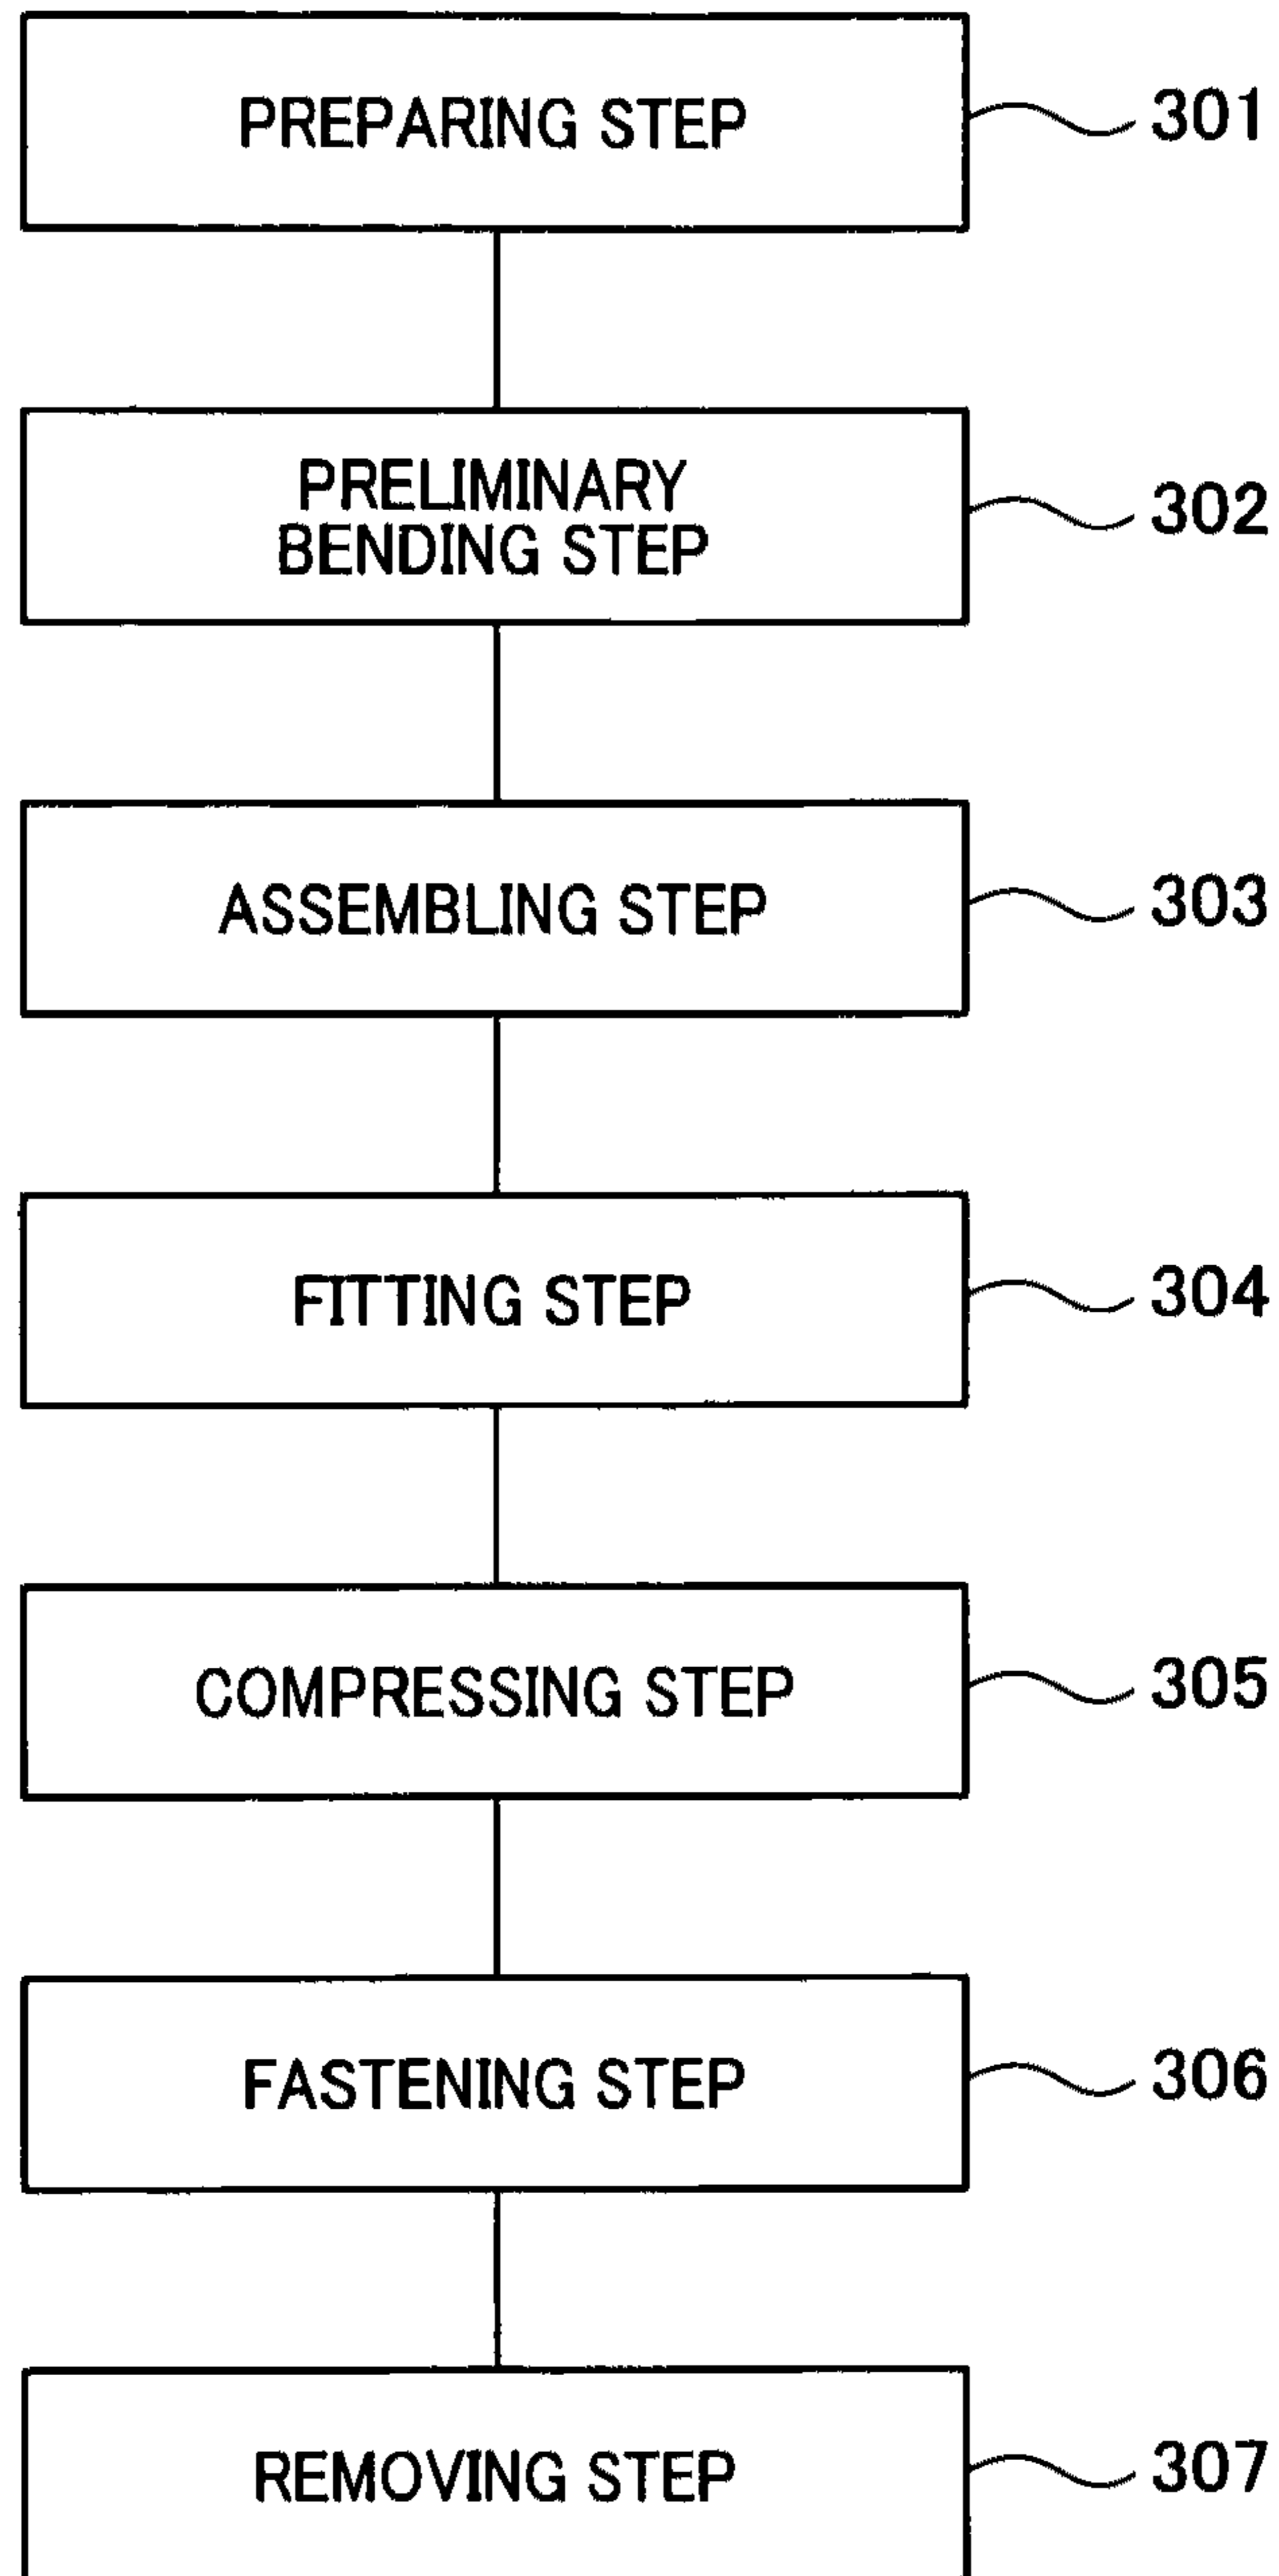 PREPARING STEP
301
PRELIMINARY
BENDING STEP
302
ASSEMBLING STEP
303
FITTING STEP
304
COMPRESSING STEP
305
FASTENING STEP
306
REMOVING STEP
307